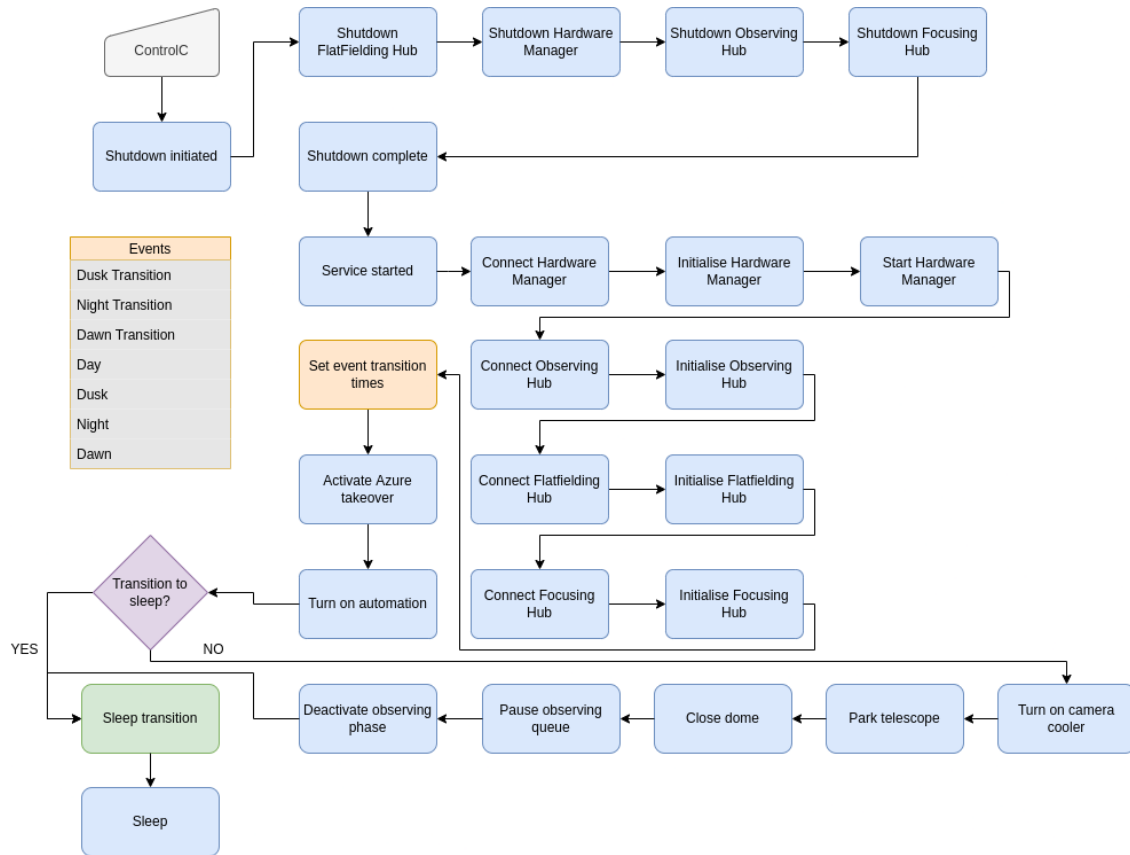 ControlC
Shutdown
FlatFielding Hub
Shutdown Hardware
Manager
Shutdown Observing
Hub
Shutdown Focusing
Hub
Shutdown initiated
Shutdown complete
Events
Dusk Transition
Night Transition
Dawn Transition
Day
Dusk
Night
Dawn
Service started
Connect Hardware
Manager
Initialise Hardware
Manager
Start Hardware
Manager
Set event transition
times
Connect Observing
Hub
Initialise Observing
Hub
Activate Azure
takeover
Connect Flatfielding
Hub
Initialise Flatfielding
Hub
Transition to
sleep?
Turn on automation
Connect Focusing
Hub
Initialise Focusing
Hub
YES
NO
Sleep transition
Deactivate observing
phase
Pause observing
queue
Close dome
Park telescope
Turn on camera
cooler
Sleep